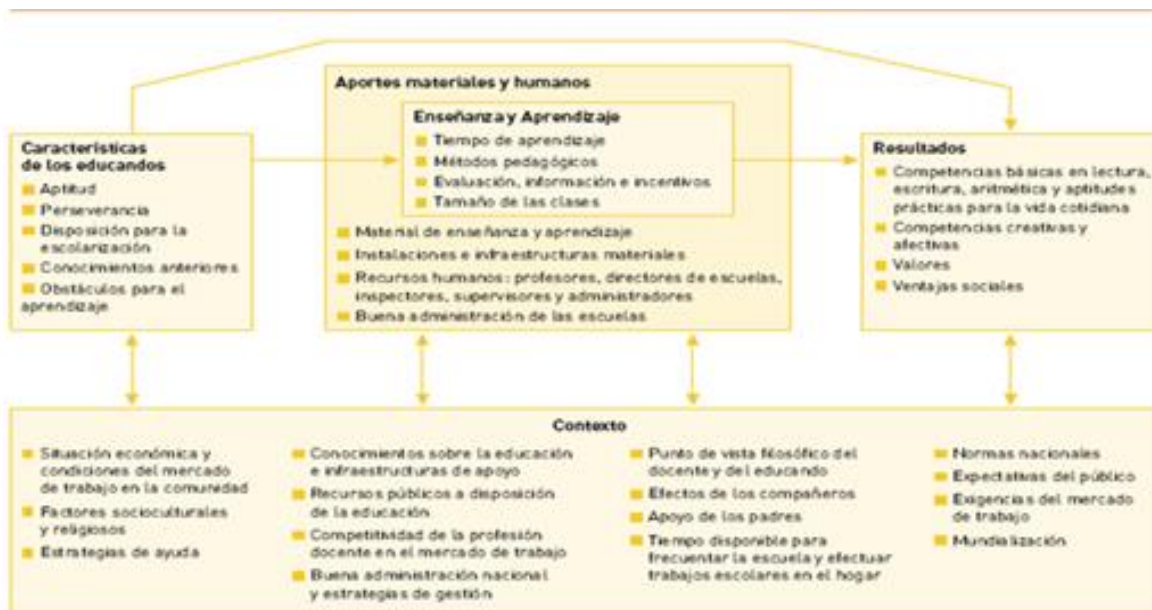 Características
de los educandos
Aptitud
Perseverancia
Disposición para la
escolarización
Conocimientos anteriores
Obstáculos para el
aprendizaje
Aportes materiales y humanos
Enseñanza y Aprendizaje
Tiempo de aprendizaje
Métodos pedagógicos
Evaluación, información e incentivos
Tamaño de las clases
Material de enseñanza y aprendizaje
Instalaciones e infraestructuras materiales
Recursos humanos: profesores, directores de escuelas,
inspectores, supervisores y administradores
Buena administración de las escuelas
Resultados
Competencias básicas en lectura,
escritura, aritmética y aptitudes
prácticas para la vida cotidiana
Competencias creativas y
afectivas
Valores
Ventajas sociales
Contexto
Situación económica y
condiciones del mercado
de trabajo en la comunidad
Factores socioculturales
y religiosos
Estrategias de ayuda
Conocimientos sobre la educación
e infraestructuras de apoyo
Recursos públicos a disposición
de la educación
Competitividad de la profesión
docente en el mercado de trabajo
Buena administración nacional
y estrategias de gestión
Punto de vista filosófico del
docente y del educando
Efectos de los compañeros
Apoyo de los padres
Tiempo disponible para
frecuentar la escuela y efectuar
trabajos escolares en el hogar
Normas nacionales
Expectativas del público
Exigencias del mercado
de trabajo
Mundialización